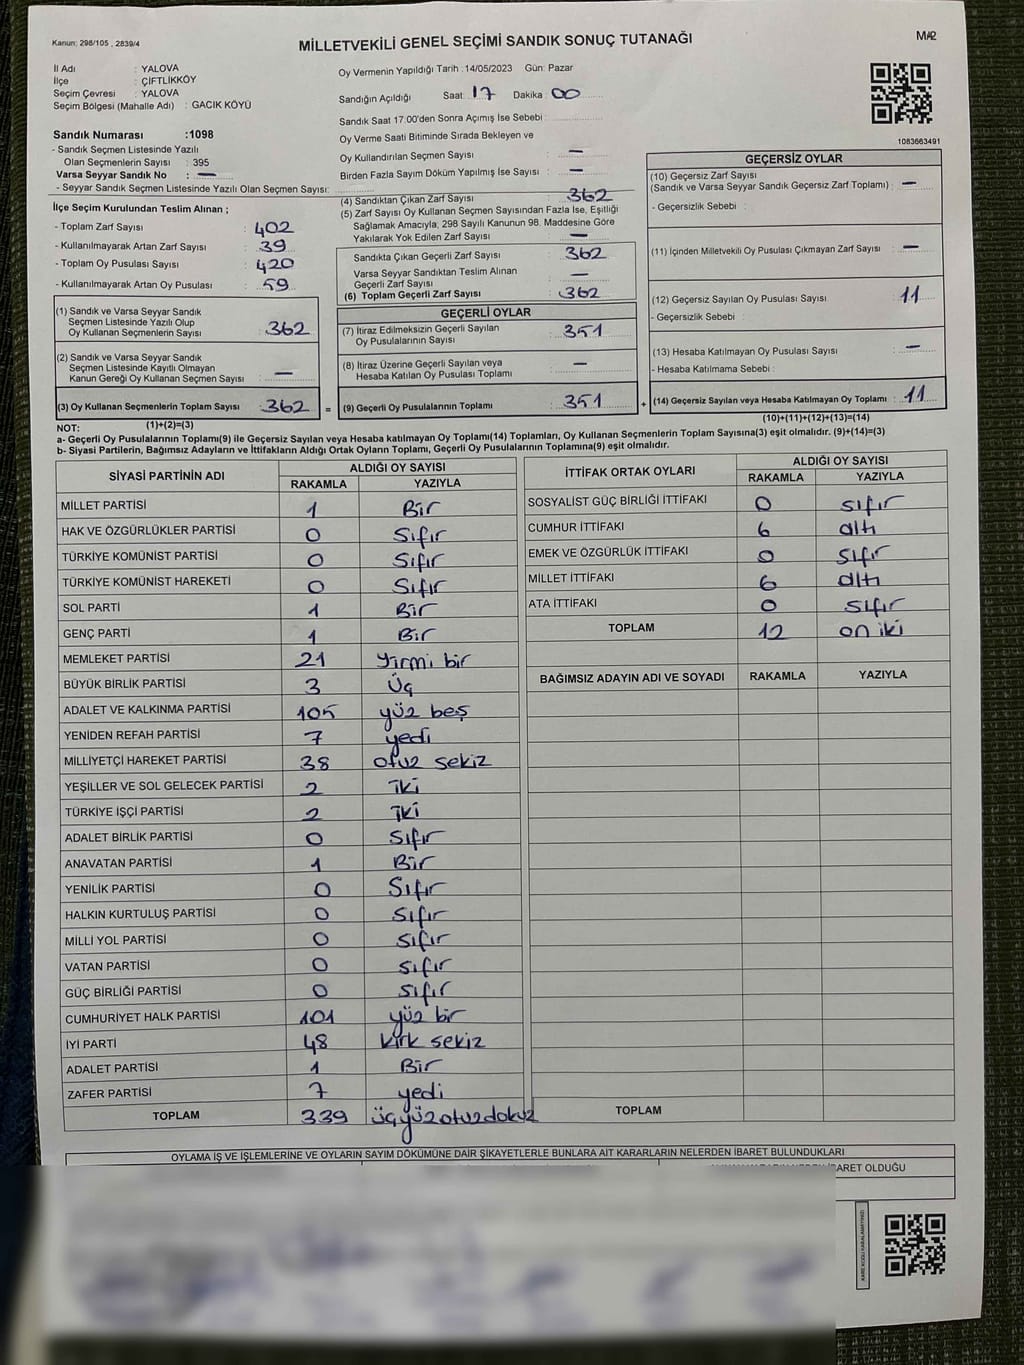 Kanun: 298/105 , 2839/4
MİLLETVEKİLİ GENEL SEÇİMİ SANDIK SONUÇ TUTANAĞI
MA2
İl Adı : YALOVA
İlçe : ÇİFTLİKKÖY
Seçim Çevresi : YALOVA
Seçim Bölgesi (Mahalle Adı) : GACIK KÖYÜ
Sandık Numarası :1098
- Sandık Seçmen Listesinde Yazılı
Olan Seçmenlerin Sayısı : 395
Varsa Seyyar Sandık No : —
- Seyyar Sandık Seçmen Listesinde Yazılı Olan Seçmen Sayısı:
Oy Vermenin Yapıldığı Tarih :14/05/2023 Gün: Pazar
Sandığın Açıldığı Saat: 17 Dakika 00
Sandık Saat 17:00'den Sonra Açımış İse Sebebi :
Oy Verme Saati Bitiminde Sırada Bekleyen ve
Oy Kullandırılan Seçmen Sayısı : —
Birden Fazla Sayım Döküm Yapılmış İse Sayısı : —
1083663491
İlçe Seçim Kurulundan Teslim Alınan ;
- Toplam Zarf Sayısı : 402
- Kullanılmayarak Artan Zarf Sayısı : 39
- Toplam Oy Pusulası Sayısı : 420
- Kullanılmayarak Artan Oy Pusulası : 59
(1) Sandık ve Varsa Seyyar Sandık
Seçmen Listesinde Yazılı Olup
Oy Kullanan Seçmenlerin Sayısı : 362
(2) Sandık ve Varsa Seyyar Sandık
Seçmen Listesinde Kayıtlı Olmayan
Kanun Gereği Oy Kullanan Seçmen Sayısı : —
(3) Oy Kullanan Seçmenlerin Toplam Sayısı : 362
(1)+(2)=(3)
(4) Sandıktan Çıkan Zarf Sayısı : 362
(5) Zarf Sayısı Oy Kullanan Seçmen Sayısından Fazla İse, Eşitliği
Sağlamak Amacıyla, 298 Sayılı Kanunun 98. Maddesine Göre
Yakılarak Yok Edilen Zarf Sayısı : —
Sandıkta Çıkan Geçerli Zarf Sayısı : 362
Varsa Seyyar Sandıktan Teslim Alınan
Geçerli Zarf Sayısı : —
(6) Toplam Geçerli Zarf Sayısı : 362
GEÇERLİ OYLAR
(7) İtiraz Edilmeksizin Geçerli Sayılan
Oy Pusulalarının Sayısı : 351
(8) İtiraz Üzerine Geçerli Sayılan veya
Hesaba Katılan Oy Pusulası Toplamı : —
= (9) Geçerli Oy Pusulalarının Toplamı : 351
GEÇERSİZ OYLAR
(10) Geçersiz Zarf Sayısı
(Sandık ve Varsa Seyyar Sandık Geçersiz Zarf Toplamı) : —
- Geçersizlik Sebebi :
(11) İçinden Milletvekili Oy Pusulası Çıkmayan Zarf Sayısı : —
(12) Geçersiz Sayılan Oy Pusulası Sayısı : 11
- Geçersizlik Sebebi :
(13) Hesaba Katılmayan Oy Pusulası Sayısı : —
- Hesaba Katılmama Sebebi :
+ (14) Geçersiz Sayılan veya Hesaba Katılmayan Oy Toplamı : 11
(10)+(11)+(12)+(13)=(14)
NOT:
a- Geçerli Oy Pusulalarının Toplamı(9) ile Geçersiz Sayılan veya Hesaba katılmayan Oy Toplamı(14) Toplamları, Oy Kullanan Seçmenlerin Toplam Sayısına(3) eşit olmalıdır. (9)+(14)=(3)
b- Siyasi Partilerin, Bağımsız Adayların ve İttifakların Aldığı Ortak Oyların Toplamı, Geçerli Oy Pusulalarının Toplamına(9) eşit olmalıdır.
SİYASİ PARTİNİN ADI ALDIĞI OY SAYISI
RAKAMLA YAZIYLA
MİLLET PARTİSİ 1 Bir
HAK VE ÖZGÜRLÜKLER PARTİSİ 0 Sıfır
TÜRKİYE KOMÜNİST PARTİSİ 0 Sıfır
TÜRKİYE KOMÜNİST HAREKETİ 0 Sıfır
SOL PARTİ 1 Bir
GENÇ PARTİ 1 Bir
MEMLEKET PARTİSİ 21 Yirmi bir
BÜYÜK BİRLİK PARTİSİ 3 Üç
ADALET VE KALKINMA PARTİSİ 105 yüz beş
YENİDEN REFAH PARTİSİ 7 yedi
MİLLİYETÇİ HAREKET PARTİSİ 38 otuz sekiz
YEŞİLLER VE SOL GELECEK PARTİSİ 2 iki
TÜRKİYE İŞÇİ PARTİSİ 2 iki
ADALET BİRLİK PARTİSİ 0 Sıfır
ANAVATAN PARTİSİ 1 Bir
YENİLİK PARTİSİ 0 Sıfır
HALKIN KURTULUŞ PARTİSİ 0 Sıfır
MİLLİ YOL PARTİSİ 0 sıfır
VATAN PARTİSİ 0 sıfır
GÜÇ BİRLİĞİ PARTİSİ 0 sıfır
CUMHURİYET HALK PARTİSİ 101 yüz bir
İYİ PARTİ 48 kırk sekiz
ADALET PARTİSİ 1 Bir
ZAFER PARTİSİ 7 yedi
TOPLAM 339 üçyüzotuzdokuz
İTTİFAK ORTAK OYLARI ALDIĞI OY SAYISI
RAKAMLA YAZIYLA
SOSYALİST GÜÇ BİRLİĞİ İTTİFAKI 0 sıfır
CUMHUR İTTİFAKI 6 altı
EMEK VE ÖZGÜRLÜK İTTİFAKI 0 sıfır
MİLLET İTTİFAKI 6 altı
ATA İTTİFAKI 0 sıfır
TOPLAM 12 on iki
BAĞIMSIZ ADAYIN ADI VE SOYADI RAKAMLA YAZIYLA
TOPLAM
OYLAMA İŞ VE İŞLEMLERİNE VE OYLARIN SAYIM DÖKÜMÜNE DAİR ŞİKAYETLERLE BUNLARA AİT KARARLARIN NELERDEN İBARET BULUNDUKLARI
İBARET OLDUĞU